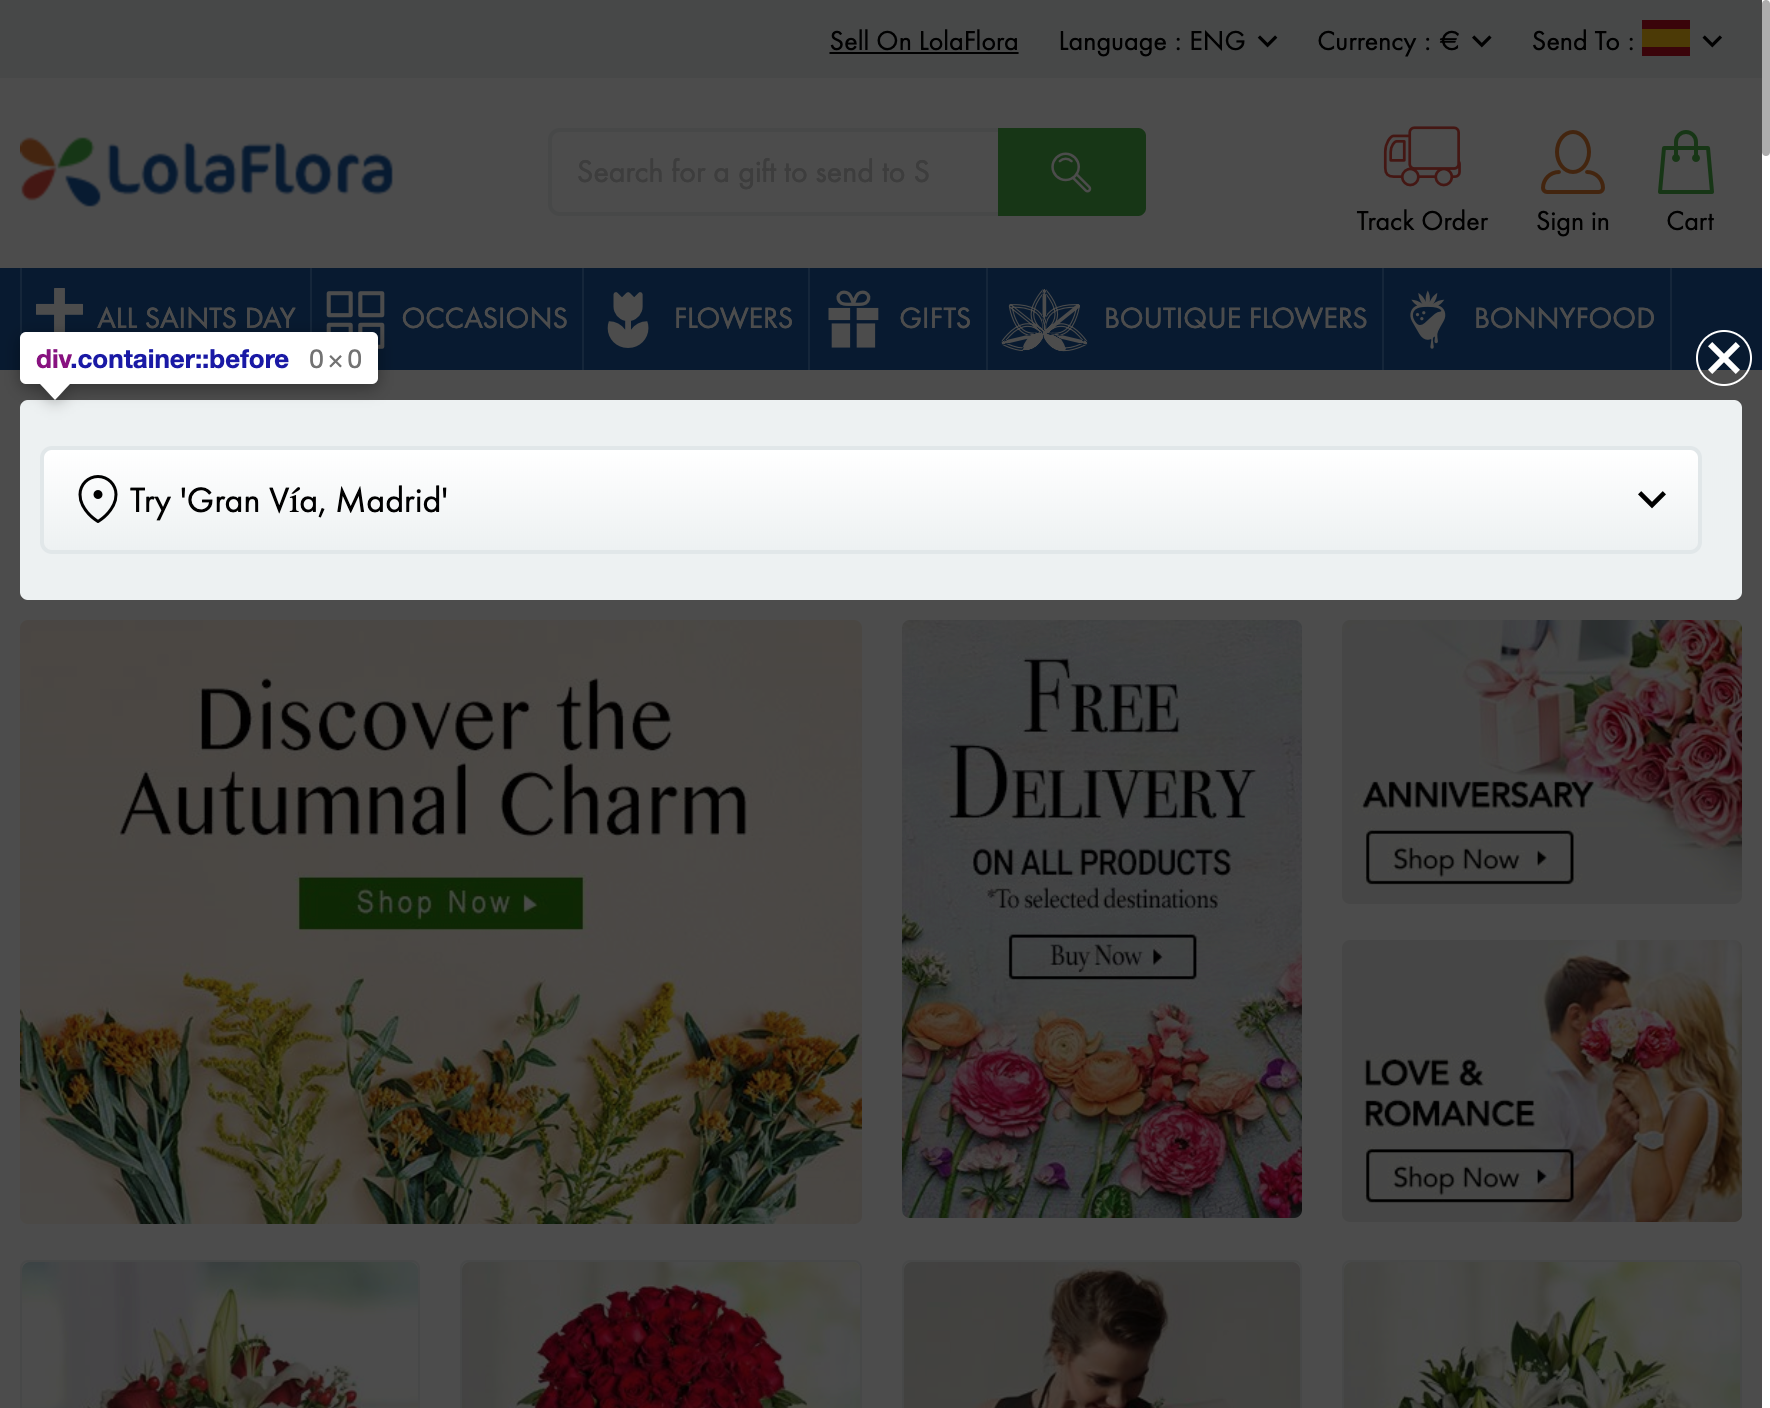 Sell On LolaFlora Language : ENG Currency : € Send To :
LolaFlora
Search for a gift to send to S
Track Order Sign in Cart
ALL SAINTS DAY OCCASIONS FLOWERS GIFTS BOUTIQUE FLOWERS BONNYFOOD
div.container::before 0 × 0
Try 'Gran Vía, Madrid'
Discover the
Autumnal Charm
Shop Now
FREE
DELIVERY
ON ALL PRODUCTS
*To selected destinations
Buy Now
ANNIVERSARY
Shop Now
LOVE &
ROMANCE
Shop Now